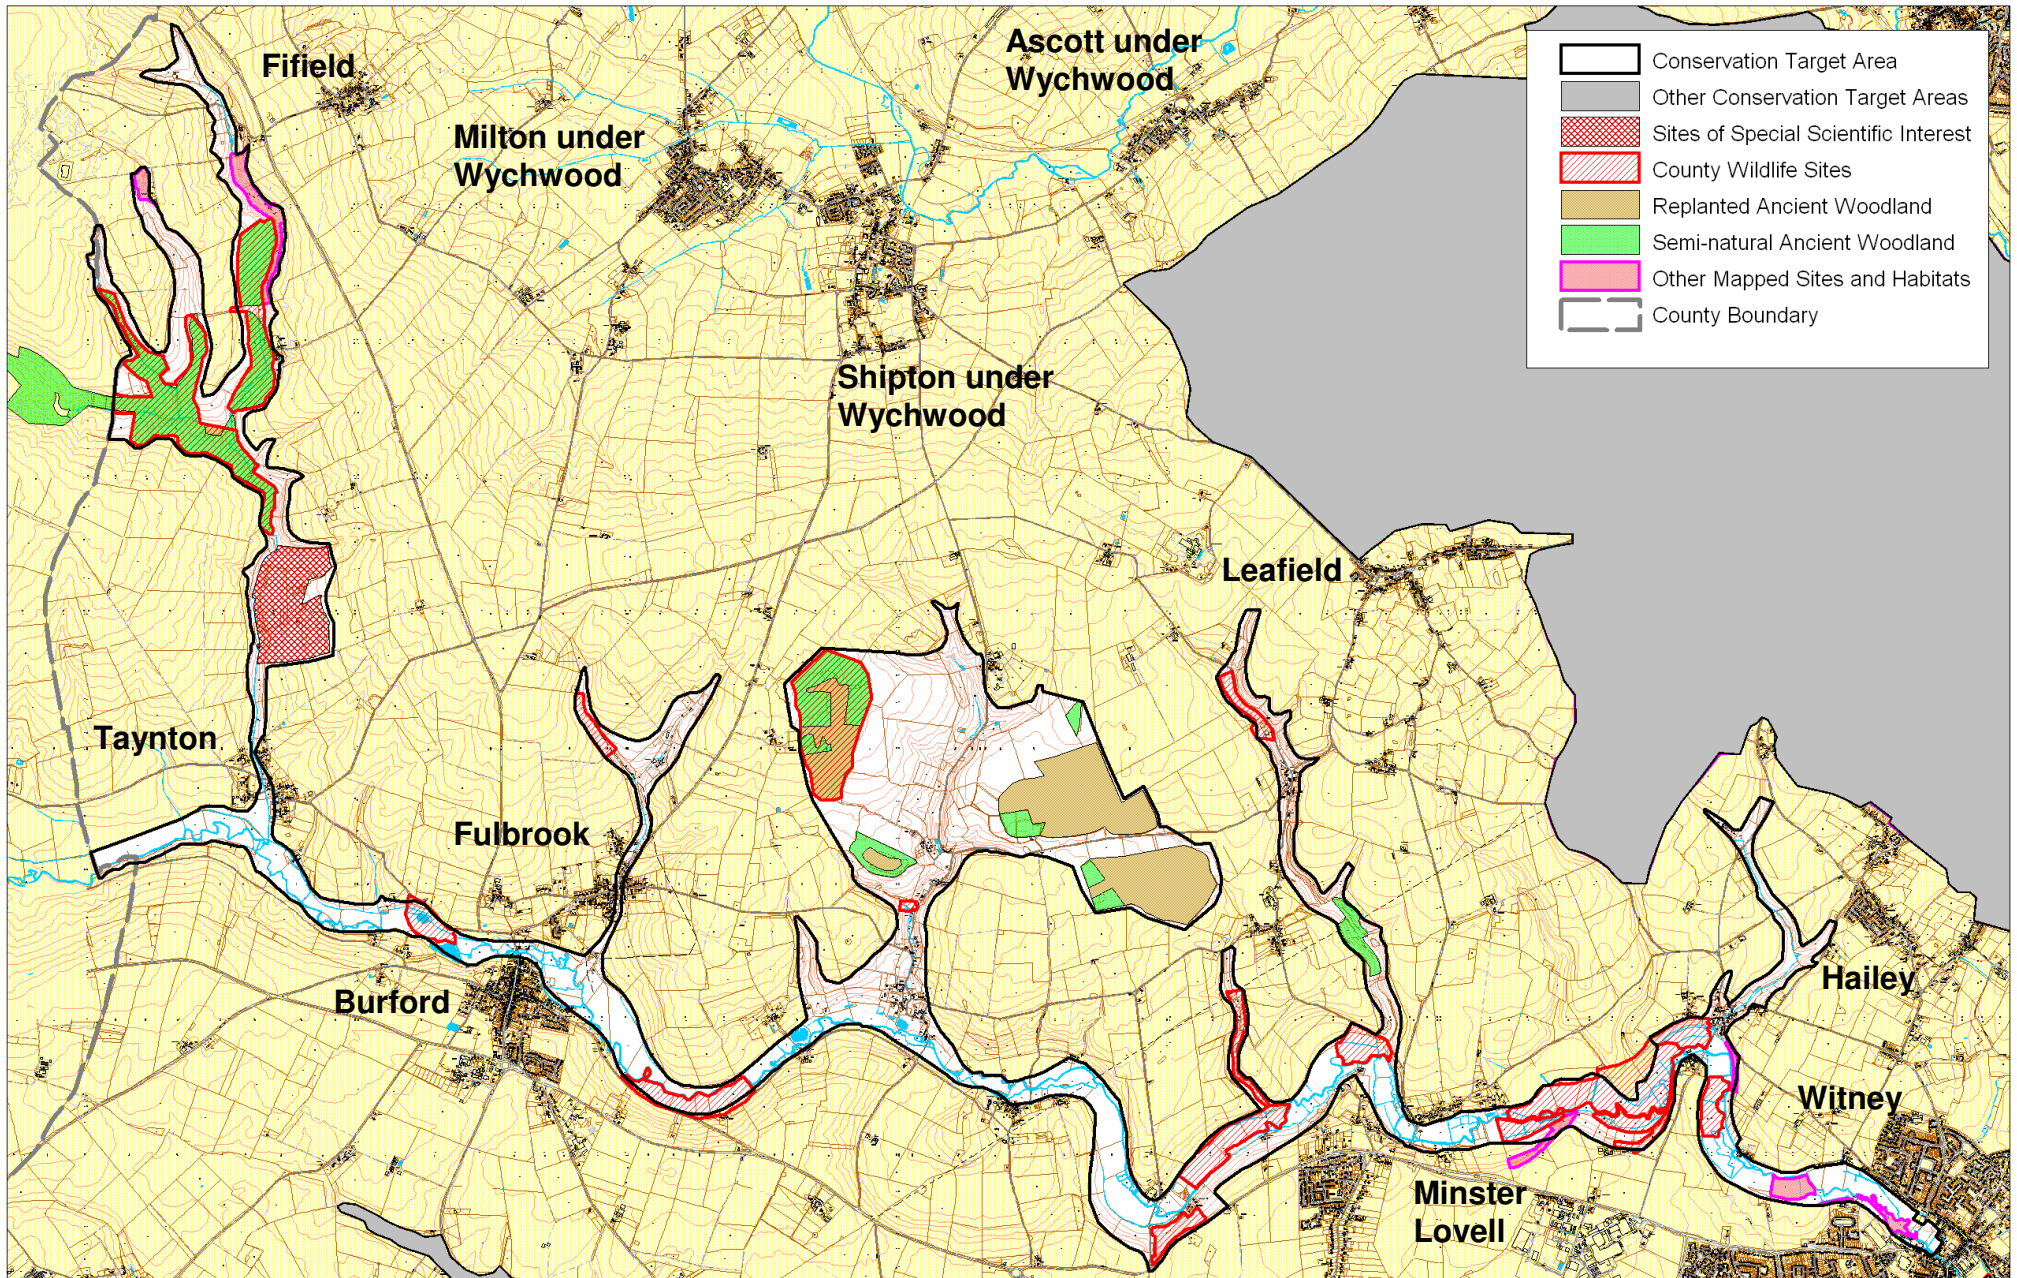 Fifield
Ascott under
Wychwood
Milton under
Wychwood
Shipton under
Wychwood
Leafield
Taynton
Fulbrook
Burford
Hailey
Witney
Minster
Lovell
Conservation Target Area
Other Conservation Target Areas
Sites of Special Scientific Interest
County Wildlife Sites
Replanted Ancient Woodland
Semi-natural Ancient Woodland
Other Mapped Sites and Habitats
County Boundary